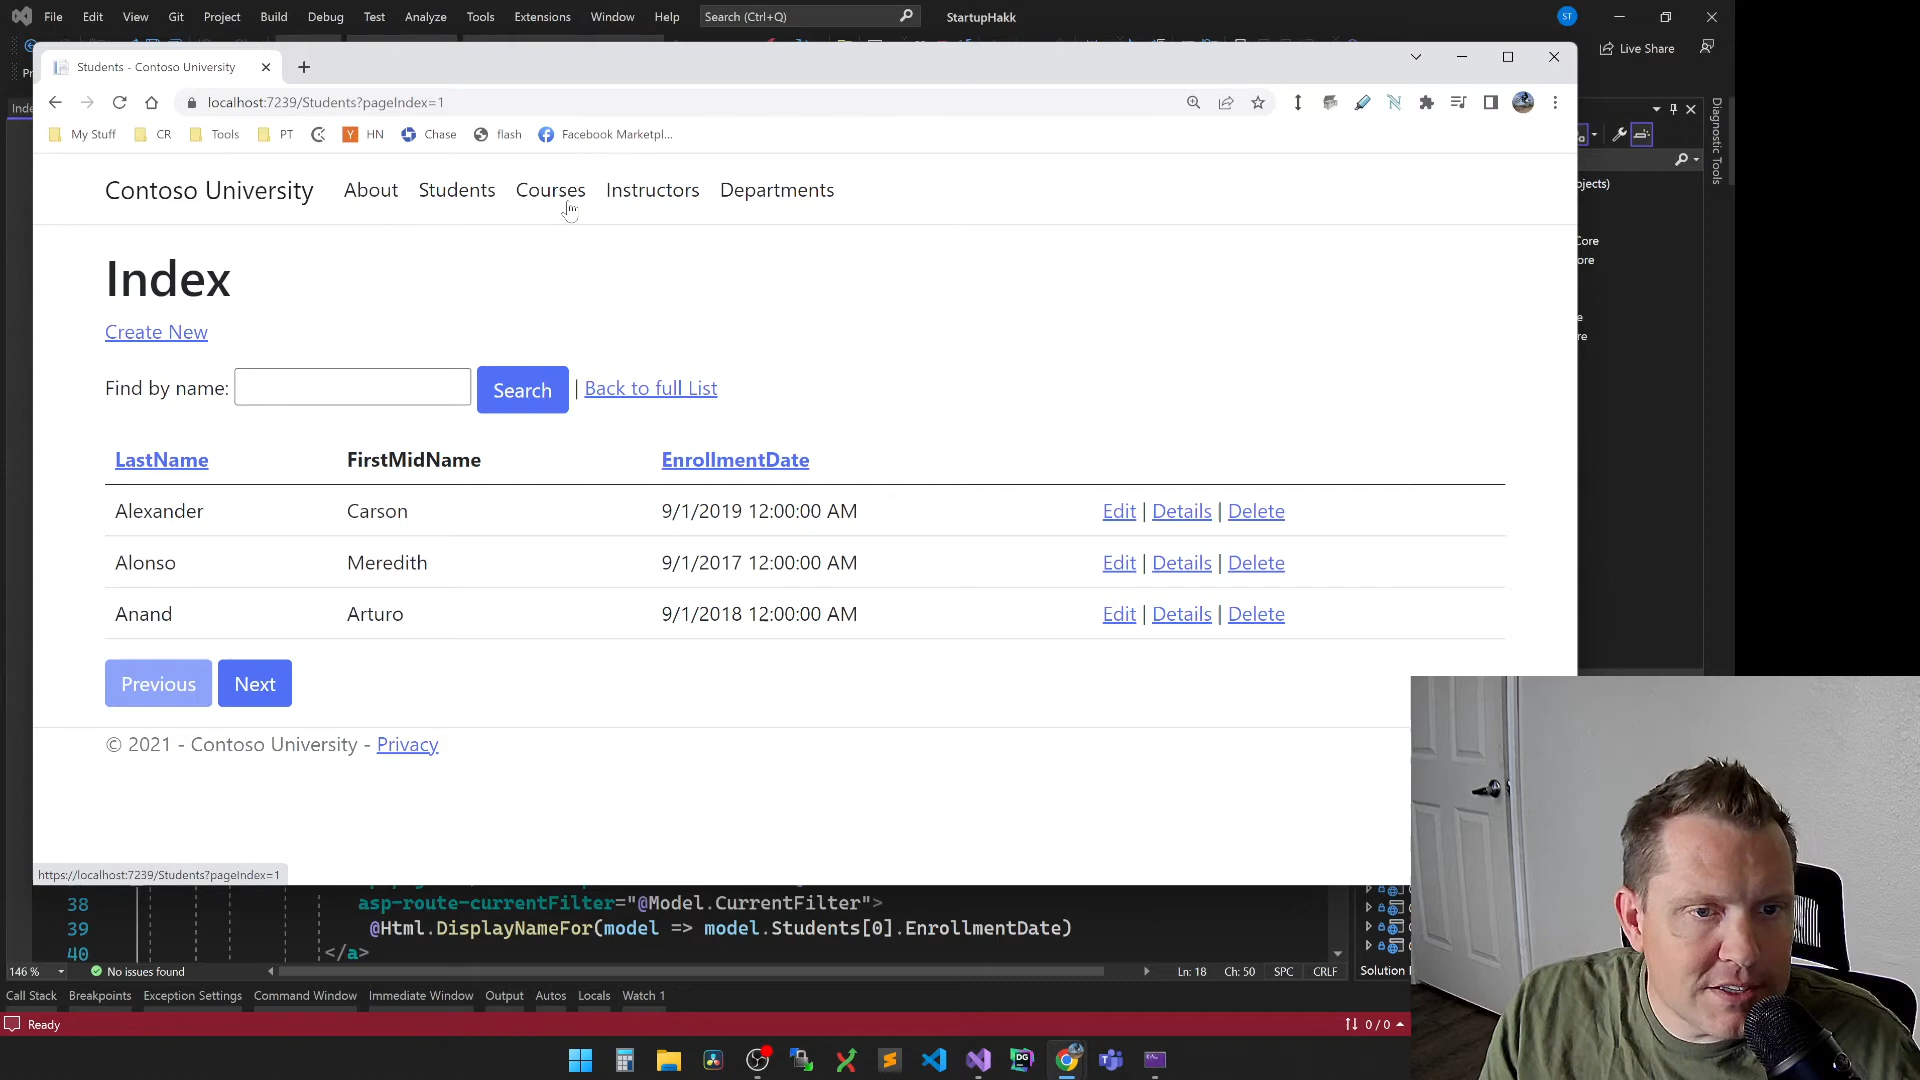 File Edit View Git Project Build Debug Test Analyze Tools Extensions Window Help Search (Ctrl+Q) StartupHakk ST
Live Share
Students - Contoso University
localhost:7239/Students?pageIndex=1
My Stuff CR Tools PT HN Chase flash Facebook Marketpl...
Diagnostic Tools
Contoso University About Students Courses Instructors Departments
Index
Create New
Find by name: Search | Back to full List
LastName FirstMidName EnrollmentDate
Alexander Carson 9/1/2019 12:00:00 AM Edit | Details | Delete
Alonso Meredith 9/1/2017 12:00:00 AM Edit | Details | Delete
Anand Arturo 9/1/2018 12:00:00 AM Edit | Details | Delete
Previous Next
© 2021 - Contoso University - Privacy
https://localhost:7239/Students?pageIndex=1
38 asp-route-currentFilter="@Model.CurrentFilter">
39 @Html.DisplayNameFor(model => model.Students[0].EnrollmentDate)
40 </a>
146 % No issues found Ln: 18 Ch: 50 SPC CRLF Solution
Call Stack Breakpoints Exception Settings Command Window Immediate Window Output Autos Locals Watch 1
Ready 0 / 0
DG